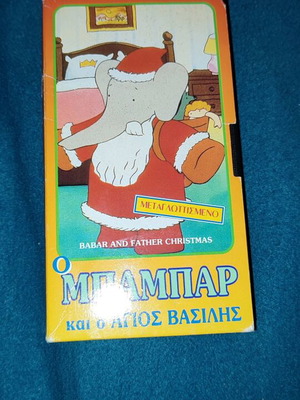 ΜΕΤΑΓΛΩΤΤΙΣΜΕΝΟ
BABAR AND FATHER CHRISTMAS
Ο
ΜΠΑΜΠΑΡ
και ο ΑΓΙΟΣ ΒΑΣΙΛΗΣ